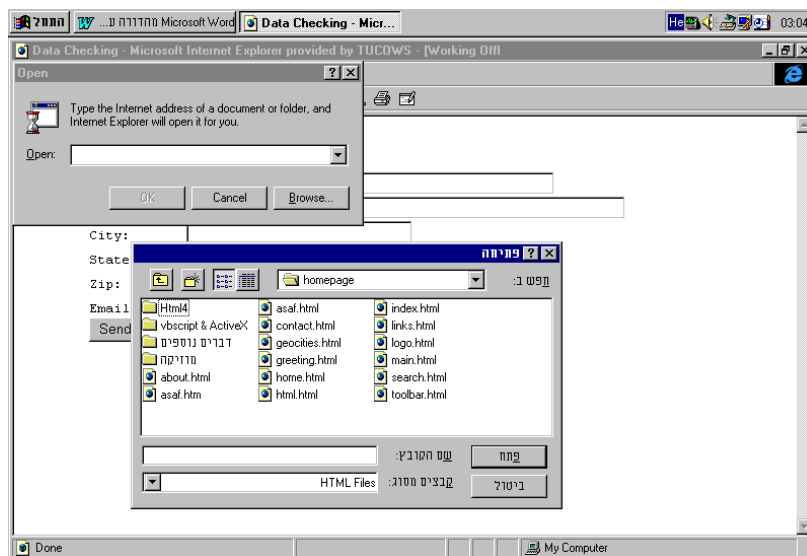 התחל
מהדורה ע... Microsoft Word
Data Checking - Micr...
He
03:04
Data Checking - Microsoft Internet Explorer provided by TUCOWS - [Working Offl
Open
Type the Internet address of a document or folder, and
Internet Explorer will open it for you.
Open:
OK Cancel Browse...
City:
State
Zip:
Email
Send
פתיחה
חפש ב:
homepage
Html4
vbscript & ActiveX
דברים נוספים
מוזיקה
about.html
asaf.htm
asaf.html
contact.html
geocities.html
greeting.html
home.html
html.html
index.html
links.html
logo.html
main.html
search.html
toolbar.html
שם הקובץ:
פתח
קבצים מסוג:
HTML Files
ביטול
Done
My Computer